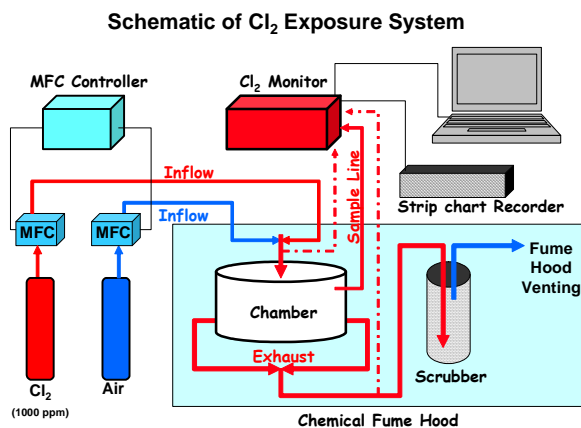 Schematic of Cl₂ Exposure System
MFC Controller
Cl₂ Monitor
Inflow
Sample Line
Strip chart Recorder
MFC
MFC
Inflow
Fume
Hood
Venting
Chamber
Exhaust
Scrubber
Cl₂
(1000 ppm)
Air
Chemical Fume Hood